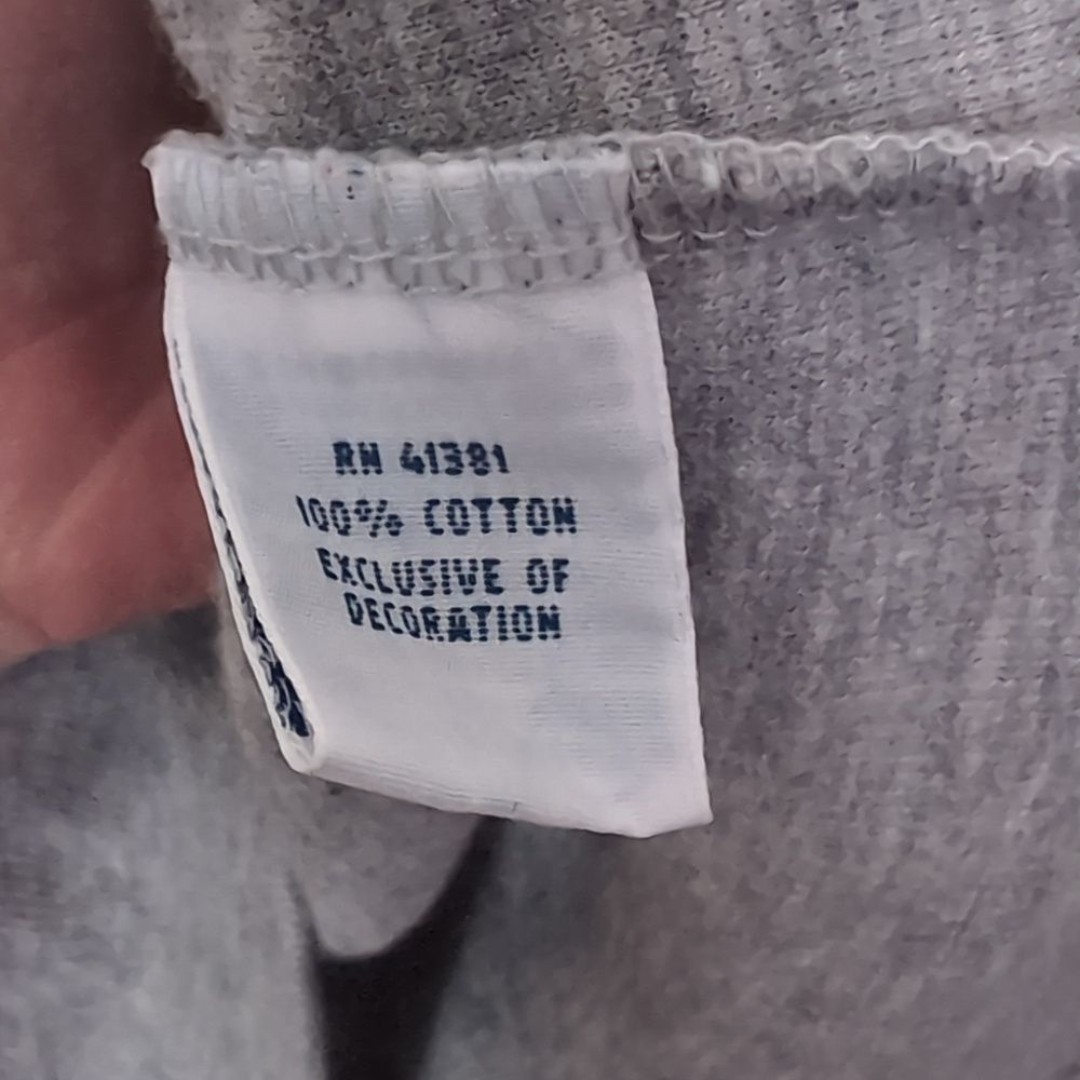 RN 41381
100% COTTON
EXCLUSIVE OF
DECORATION